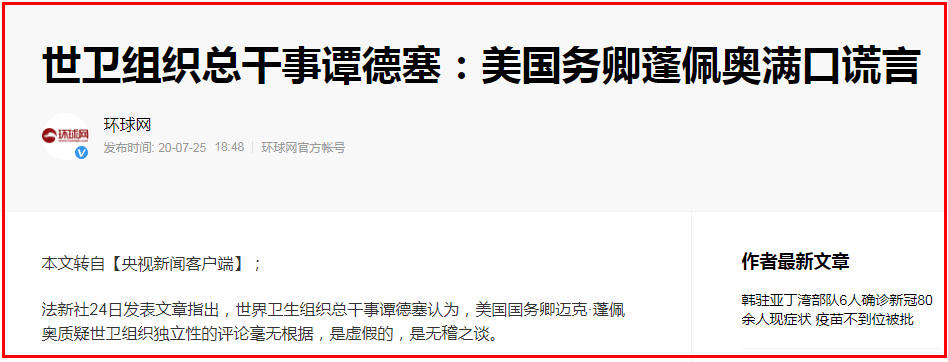 世卫组织总干事谭德塞：美国务卿蓬佩奥满口谎言
环球网
环球网
发布时间: 20-07-25 18:48 环球网官方帐号
本文转自【央视新闻客户端】；
法新社24日发表文章指出，世界卫生组织总干事谭德塞认为，美国国务卿迈克·蓬佩
奥质疑世卫组织独立性的评论毫无根据，是虚假的，是无稽之谈。
作者最新文章
韩驻亚丁湾部队6人确诊新冠80
余人现症状 疫苗不到位被批